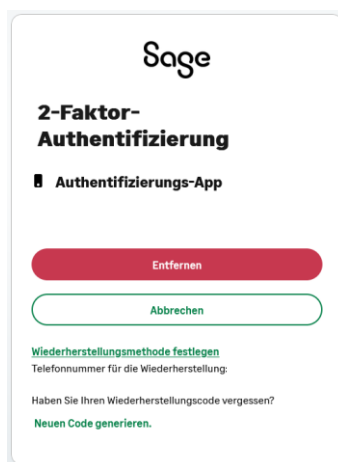 Sage
2-Faktor-
Authentifizierung
Authentifizierungs-App
Entfernen
Abbrechen
Wiederherstellungsmethode festlegen
Telefonnummer für die Wiederherstellung:
Haben Sie Ihren Wiederherstellungscode vergessen?
Neuen Code generieren.